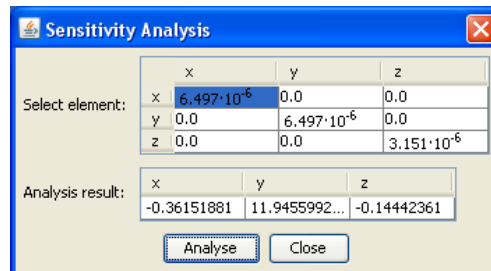 Sensitivity Analysis
x y z
Select element:
x 6.497·10⁻⁶ 0.0 0.0
y 0.0 6.497·10⁻⁶ 0.0
z 0.0 0.0 3.151·10⁻⁶
Analysis result:
x y z
-0.36151881 11.9455992... -0.14442361
Analyse Close